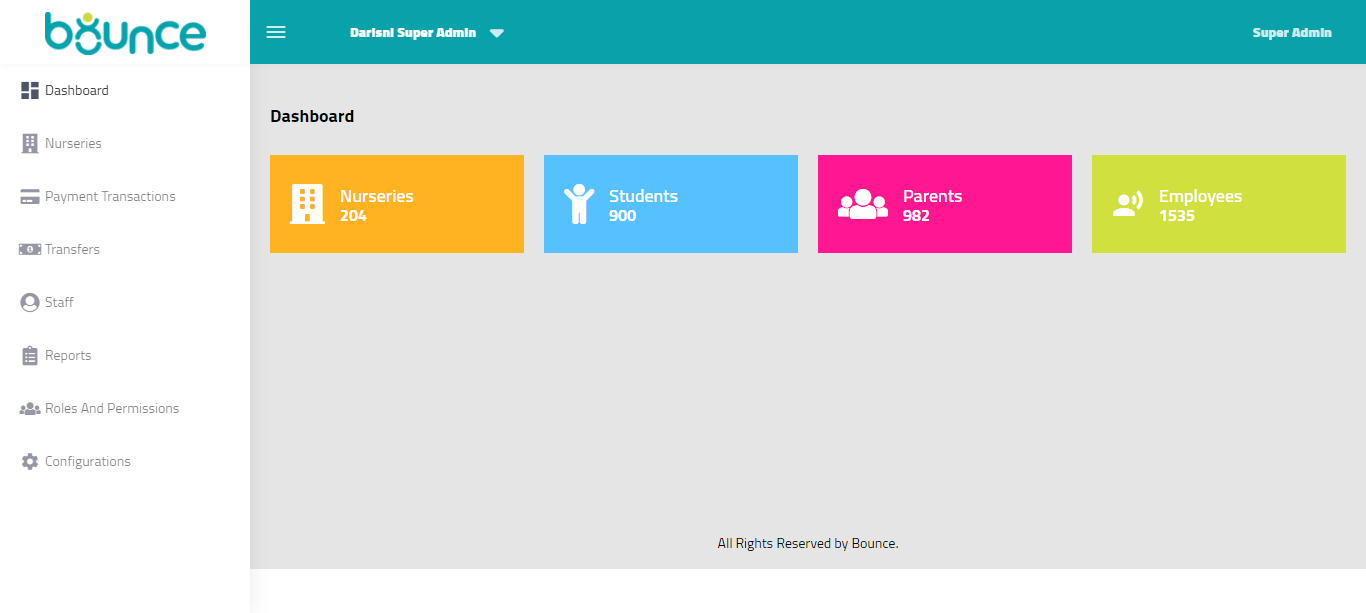 bounce
Darisni Super Admin
Super Admin
Dashboard
Nurseries
Payment Transactions
Transfers
Staff
Reports
Roles And Permissions
Configurations
Dashboard
Nurseries
204
Students
900
Parents
982
Employees
1535
All Rights Reserved by Bounce.